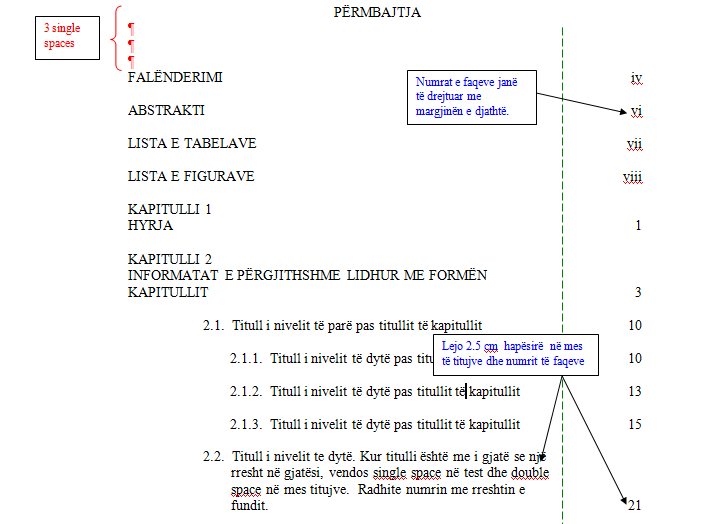 PËRMBAJTJA
3 single
spaces
¶
¶
¶
FALËNDERIMI iv
Numrat e faqeve janë
të drejtuar me
margjinën e djathtë.
ABSTRAKTI vi
LISTA E TABELAVE vii
LISTA E FIGURAVE viii
KAPITULLI 1
HYRJA 1
KAPITULLI 2
INFORMATAT E PËRGJITHSHME LIDHUR ME FORMËN
KAPITULLIT 3
2.1. Titull i nivelit të parë pas titullit të kapitullit 10
Lejo 2.5 cm hapësirë në mes
të titujve dhe numrit të faqeve
2.1.1. Titull i nivelit të dytë pas 10
2.1.2. Titull i nivelit të dytë pas titullit të kapitullit 13
2.1.3. Titull i nivelit të dytë pas titullit të kapitullit 15
2.2. Titull i nivelit te dytë. Kur titulli është me i gjatë se një
rresht në gjatësi, vendos single space në test dhe double
space në mes titujve. Radhite numrin me rreshtin e
fundit. 21